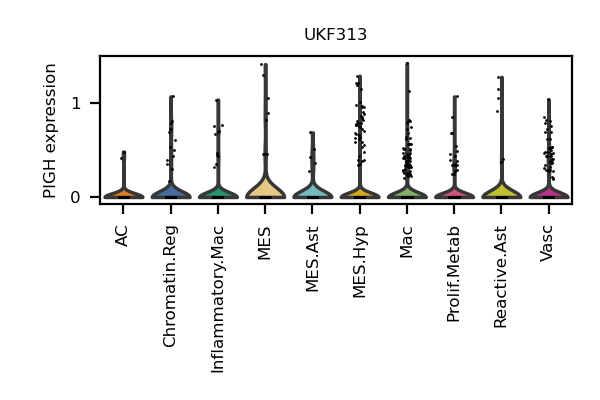 UKF313
PIGH expression
1
0
AC
Chromatin.Reg
Inflammatory.Mac
MES
MES.Ast
MES.Hyp
Mac
Prolif.Metab
Reactive.Ast
Vasc